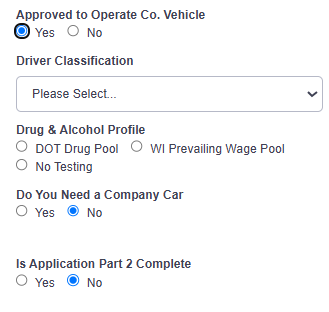 Approved to Operate Co. Vehicle
Yes No
Driver Classification
Please Select...
Drug & Alcohol Profile
DOT Drug Pool WI Prevailing Wage Pool
No Testing
Do You Need a Company Car
Yes No
Is Application Part 2 Complete
Yes No